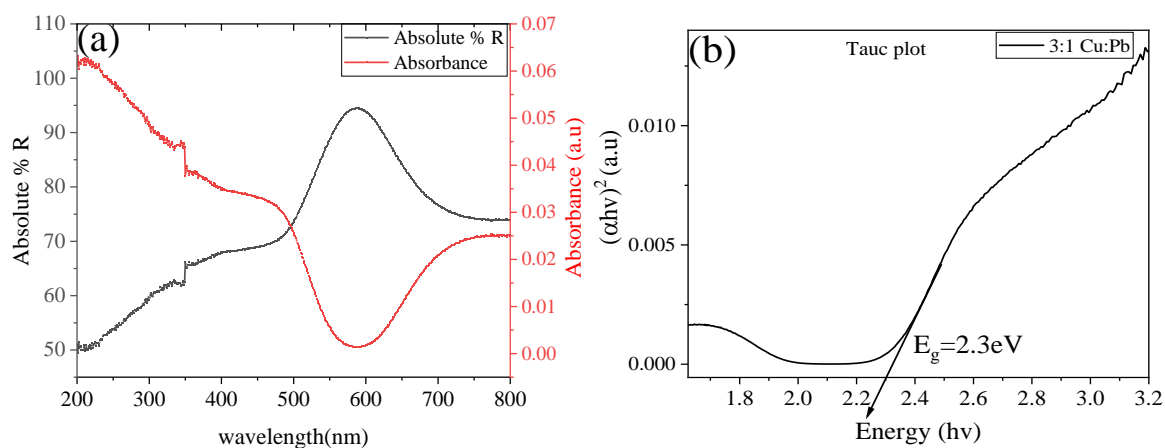 (a)
Absolute % R
Absorbance
110
100
90
80
70
60
50
Absolute % R
0.07
0.06
0.05
0.04
0.03
0.02
0.01
0.00
Absorbance (a.u)
200 300 400 500 600 700 800
wavelength(nm)
(b)
Tauc plot
3:1 Cu:Pb
0.010
0.005
0.000
(αhν)² (a.u)
E_g=2.3eV
1.8 2.0 2.2 2.4 2.6 2.8 3.0 3.2
Energy (hv)